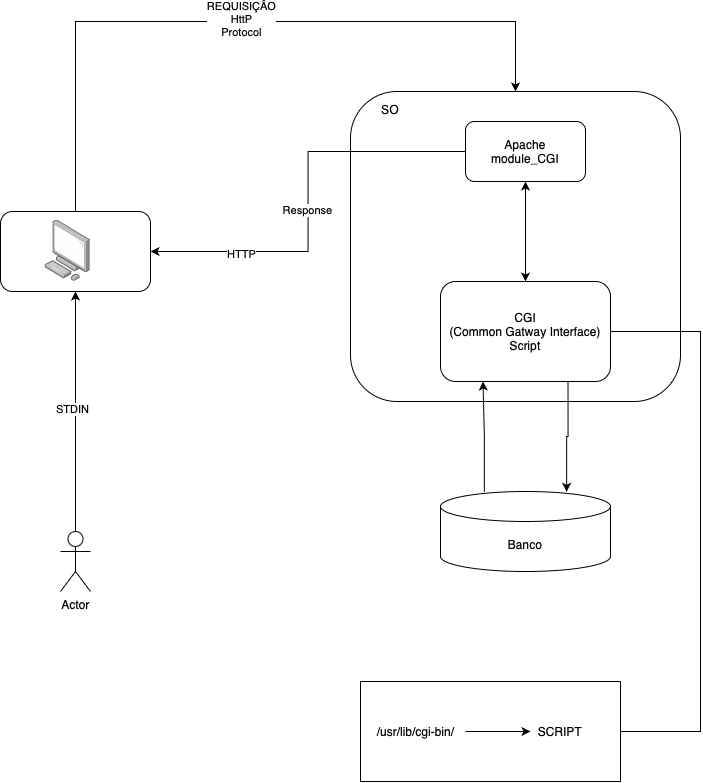 REQUISIÇÃO
HttP
Protocol
SO
Apache
module_CGI
Response
HTTP
CGI
(Common Gatway Interface)
Script
STDIN
Banco
Actor
/usr/lib/cgi-bin/ SCRIPT